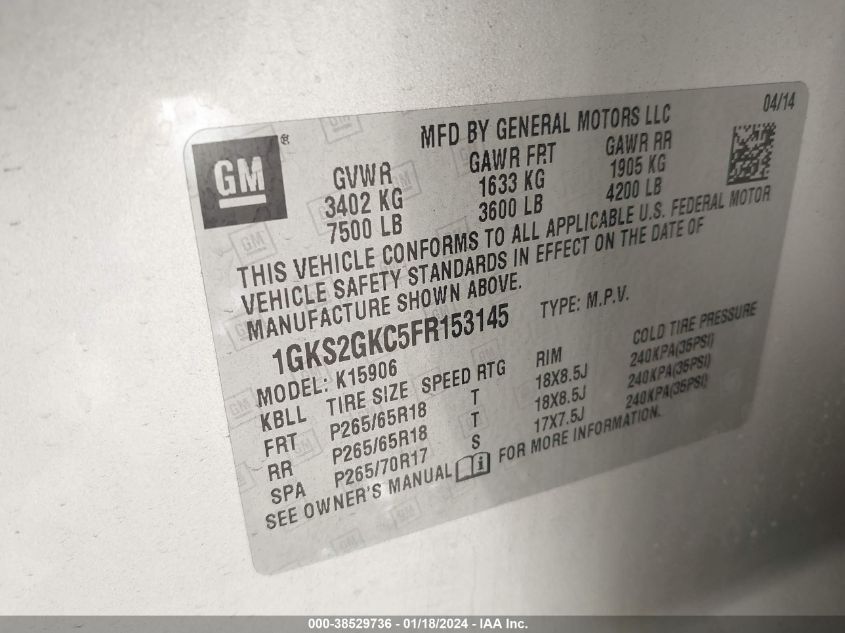 GM ®
MFD BY GENERAL MOTORS LLC
04/14
GVWR GAWR FRT GAWR RR
3402 KG 1633 KG 1905 KG
7500 LB 3600 LB 4200 LB
THIS VEHICLE CONFORMS TO ALL APPLICABLE U.S. FEDERAL MOTOR
VEHICLE SAFETY STANDARDS IN EFFECT ON THE DATE OF
MANUFACTURE SHOWN ABOVE.
1GKS2GKC5FR153145 TYPE: M.P.V.
MODEL: K15906
KBLL TIRE SIZE SPEED RTG RIM COLD TIRE PRESSURE
FRT P265/65R18 T 18X8.5J 240KPA(35PSI)
RR P265/65R18 T 18X8.5J 240KPA(35PSI)
SPA P265/70R17 S 17X7.5J 240KPA(35PSI)
SEE OWNER'S MANUAL i FOR MORE INFORMATION.
000-38529736 - 01/18/2024 - IAA Inc.